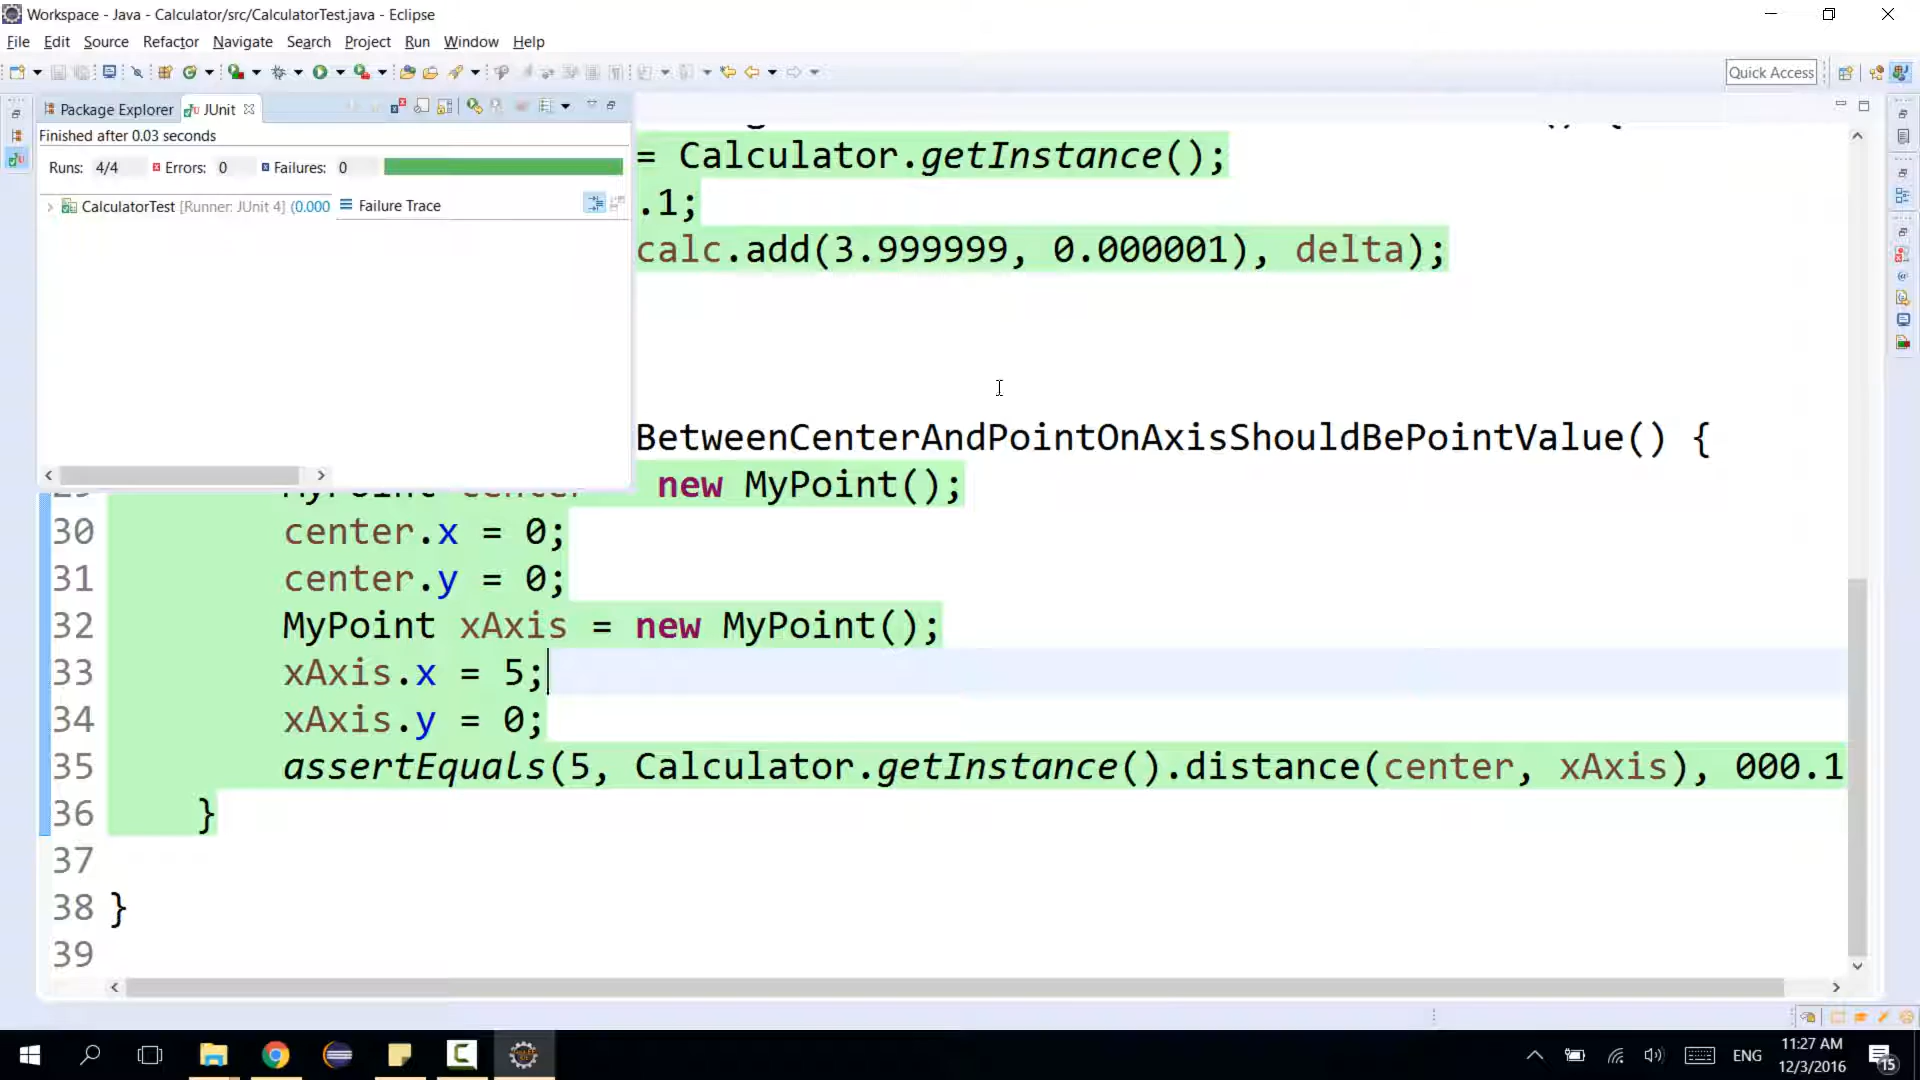 Workspace - Java - Calculator/src/CalculatorTest.java - Eclipse
File Edit Source Refactor Navigate Search Project Run Window Help
Quick Access
Package Explorer JUnit
Finished after 0.03 seconds
Runs: 4/4 Errors: 0 Failures: 0
CalculatorTest [Runner: JUnit 4] (0.000 Failure Trace
= Calculator.getInstance();
.1;
calc.add(3.999999, 0.000001), delta);
BetweenCenterAndPointOnAxisShouldBePointValue() {
29 MyPoint center new MyPoint();
30 center.x = 0;
31 center.y = 0;
32 MyPoint xAxis = new MyPoint();
33 xAxis.x = 5;
34 xAxis.y = 0;
35 assertEquals(5, Calculator.getInstance().distance(center, xAxis), 000.1
36 }
37
38 }
39
ENG
11:27 AM
12/3/2016
15